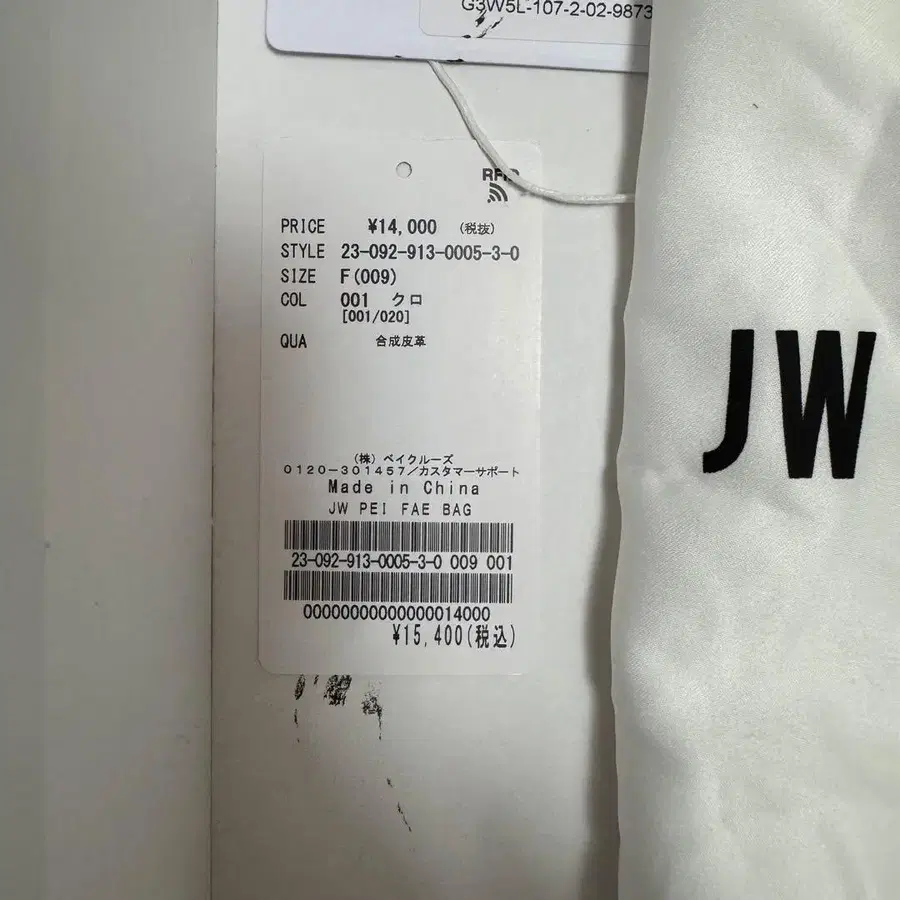 G3W5L-107-2-02-9873
RFID
PRICE ¥14,000 (税抜)
STYLE 23-092-913-0005-3-0
SIZE F(009)
COL 001 クロ
[001/020]
QUA 合成皮革
(株) ベイクルーズ
0120-301457/カスタマーサポート
Made in China
JW PEI FAE BAG
23-092-913-0005-3-0 009 001
00000000000000014000
¥15,400(税込)
JW